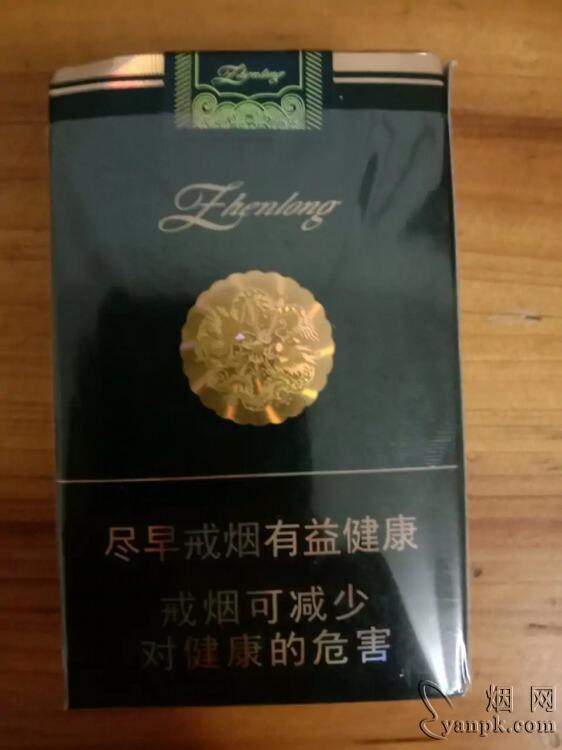 Zhenlong
Zhenlong
尽早戒烟有益健康
戒烟可减少
对健康的危害
烟网
yanpk.com